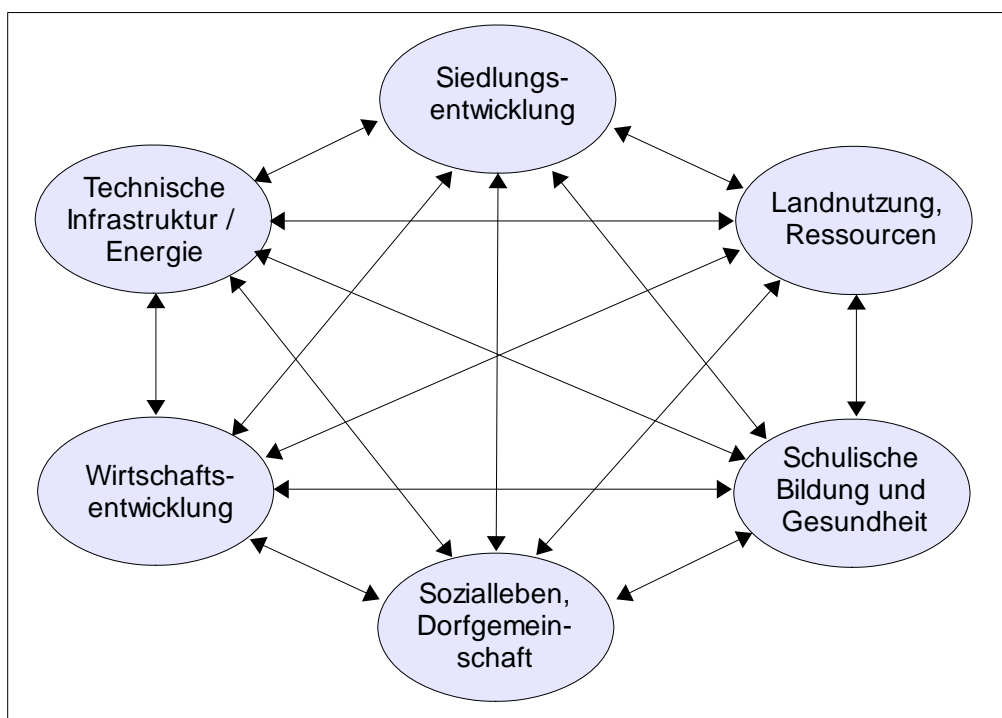 Siedlungs-
entwicklung
Technische
Infrastruktur /
Energie
Landnutzung,
Ressourcen
Wirtschafts-
entwicklung
Schulische
Bildung und
Gesundheit
Sozialleben,
Dorfgemein-
schaft